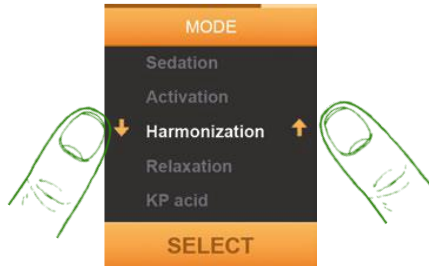 MODE
Sedation
Activation
Harmonization
Relaxation
KP acid
SELECT